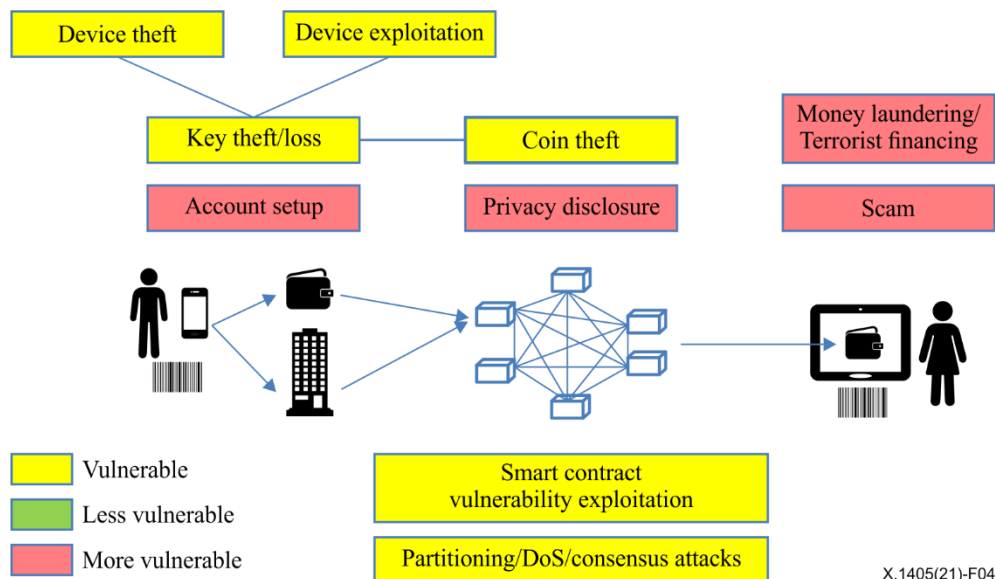 Device theft
Device exploitation
Key theft/loss
Coin theft
Money laundering/
Terrorist financing
Account setup
Privacy disclosure
Scam
Vulnerable
Less vulnerable
More vulnerable
Smart contract
vulnerability exploitation
Partitioning/DoS/consensus attacks
X.1405(21)-F04